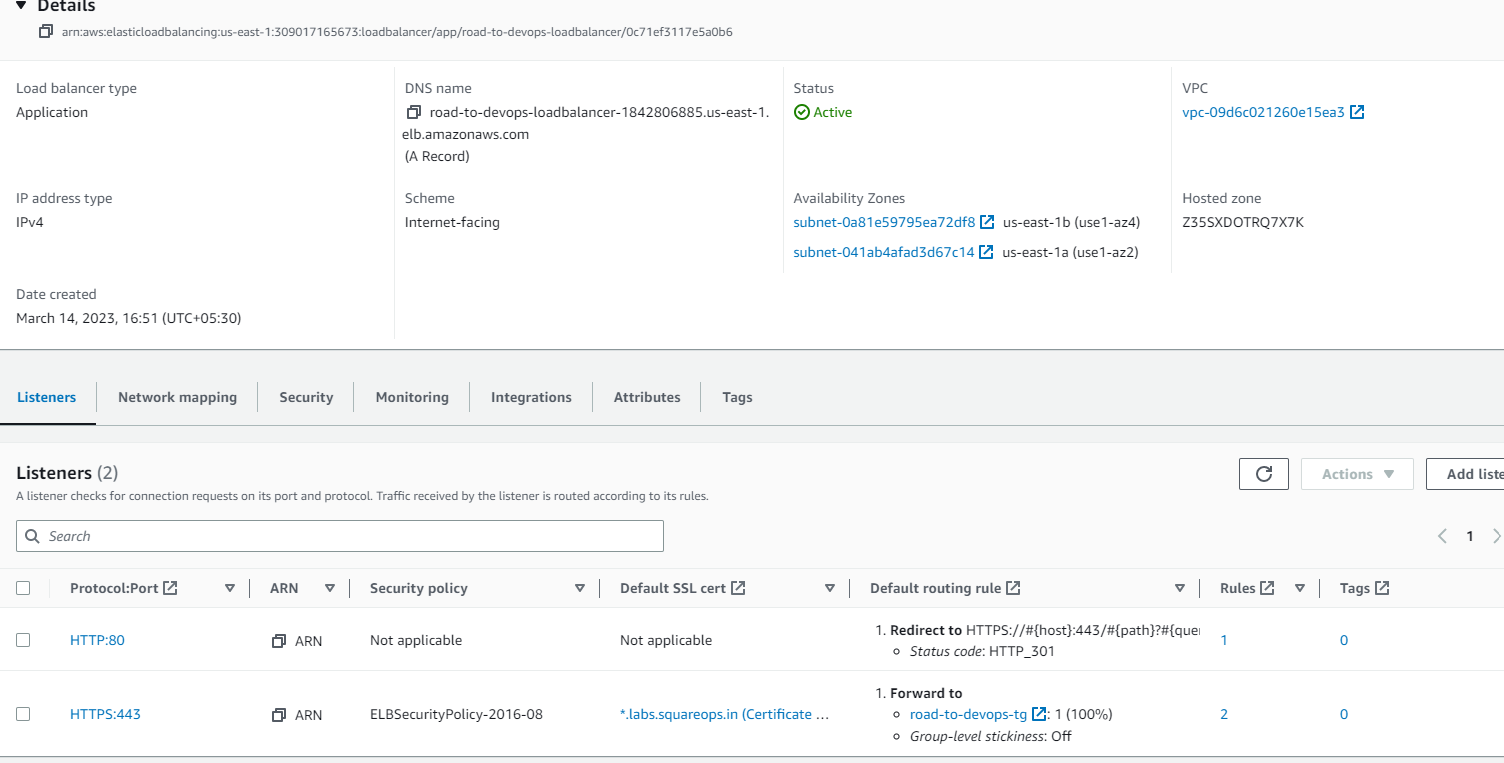 Details
arn:aws:elasticloadbalancing:us-east-1:309017165673:loadbalancer/app/road-to-devops-loadbalancer/0c71ef3117e5a0b6
Load balancer type
Application
DNS name
road-to-devops-loadbalancer-1842806885.us-east-1.
elb.amazonaws.com
(A Record)
Status
Active
VPC
vpc-09d6c021260e15ea3
IP address type
IPv4
Scheme
Internet-facing
Availability Zones
subnet-0a81e59795ea72df8 us-east-1b (use1-az4)
subnet-041ab4afad3d67c14 us-east-1a (use1-az2)
Hosted zone
Z35SXDOTRQ7X7K
Date created
March 14, 2023, 16:51 (UTC+05:30)
Listeners Network mapping Security Monitoring Integrations Attributes Tags
Listeners (2)
A listener checks for connection requests on its port and protocol. Traffic received by the listener is routed according to its rules.
Actions
Add liste
Search
1
Protocol:Port ARN Security policy Default SSL cert Default routing rule Rules Tags
HTTP:80 ARN Not applicable Not applicable
1. Redirect to HTTPS://#{host}:443/#{path}?#{quer
Status code: HTTP_301
1 0
HTTPS:443 ARN ELBSecurityPolicy-2016-08 *.labs.squareops.in (Certificate ...
1. Forward to
road-to-devops-tg : 1 (100%)
Group-level stickiness: Off
2 0